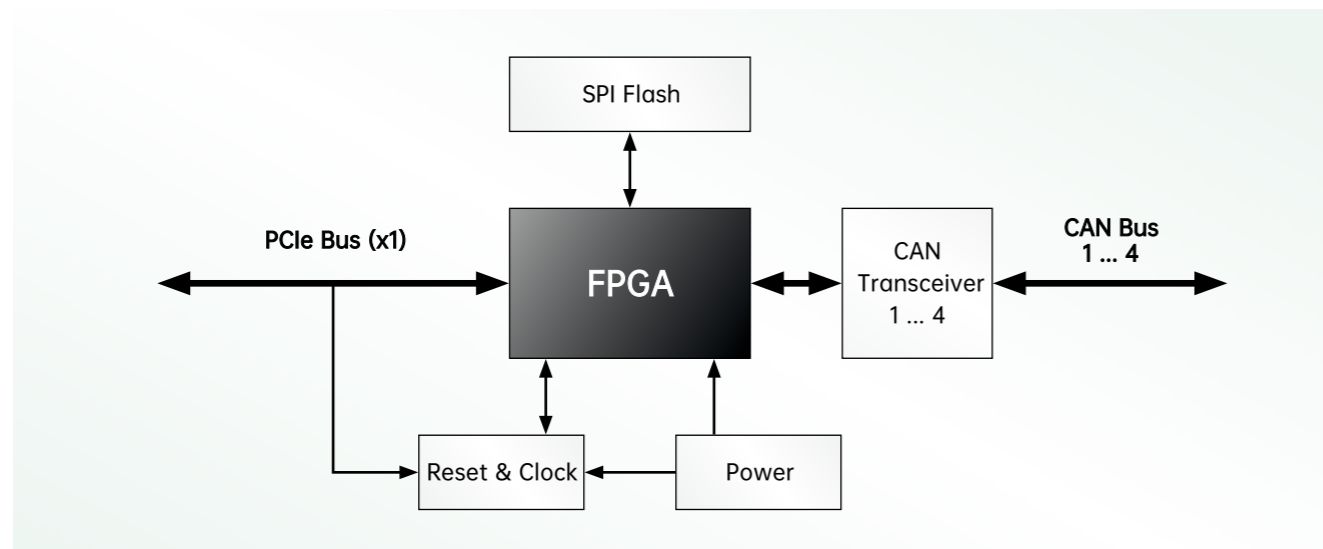 SPI Flash
PCIe Bus (x1)
FPGA
CAN
Transceiver
1 ... 4
CAN Bus
1 ... 4
Reset & Clock
Power